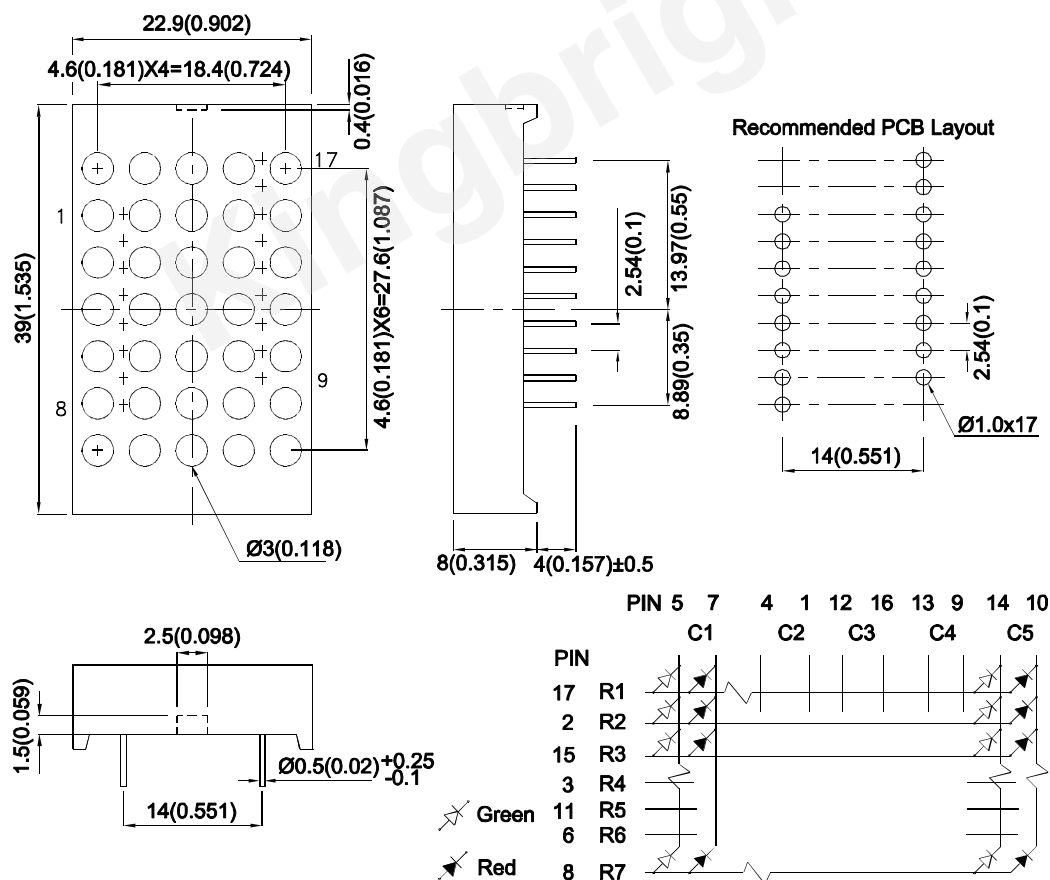 22.9(0.902)
4.6(0.181)X4=18.4(0.724)
0.4(0.016)
17
1
39(1.535)
4.6(0.181)X6=27.6(1.087)
9
8
Ø3(0.118)
2.54(0.1)
13.97(0.55)
8.89(0.35)
8(0.315)
4(0.157)±0.5
Recommended PCB Layout
2.54(0.1)
Ø1.0x17
14(0.551)
Kingbright
2.5(0.098)
1.5(0.059)
Ø0.5(0.02) +0.25 -0.1
14(0.551)
PIN 5 7 4 1 12 16 13 9 14 10
C1 C2 C3 C4 C5
PIN
17 R1
2 R2
15 R3
3 R4
11 R5
6 R6
8 R7
Green
Red